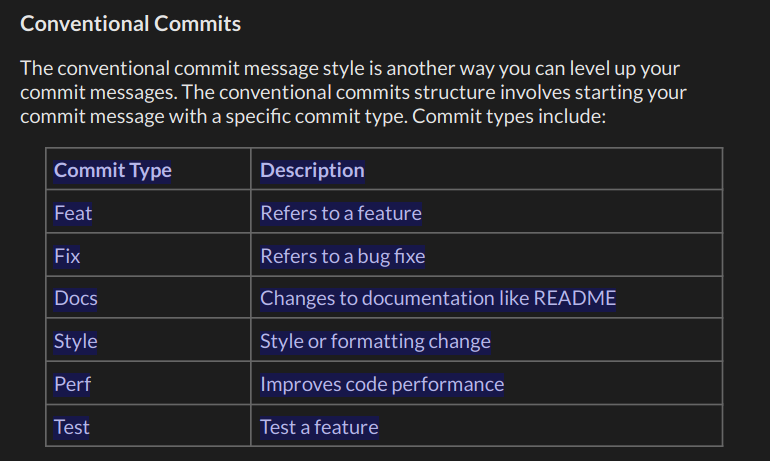 Conventional Commits
The conventional commit message style is another way you can level up your
commit messages. The conventional commits structure involves starting your
commit message with a specific commit type. Commit types include:
Commit Type Description
Feat Refers to a feature
Fix Refers to a bug fixe
Docs Changes to documentation like README
Style Style or formatting change
Perf Improves code performance
Test Test a feature